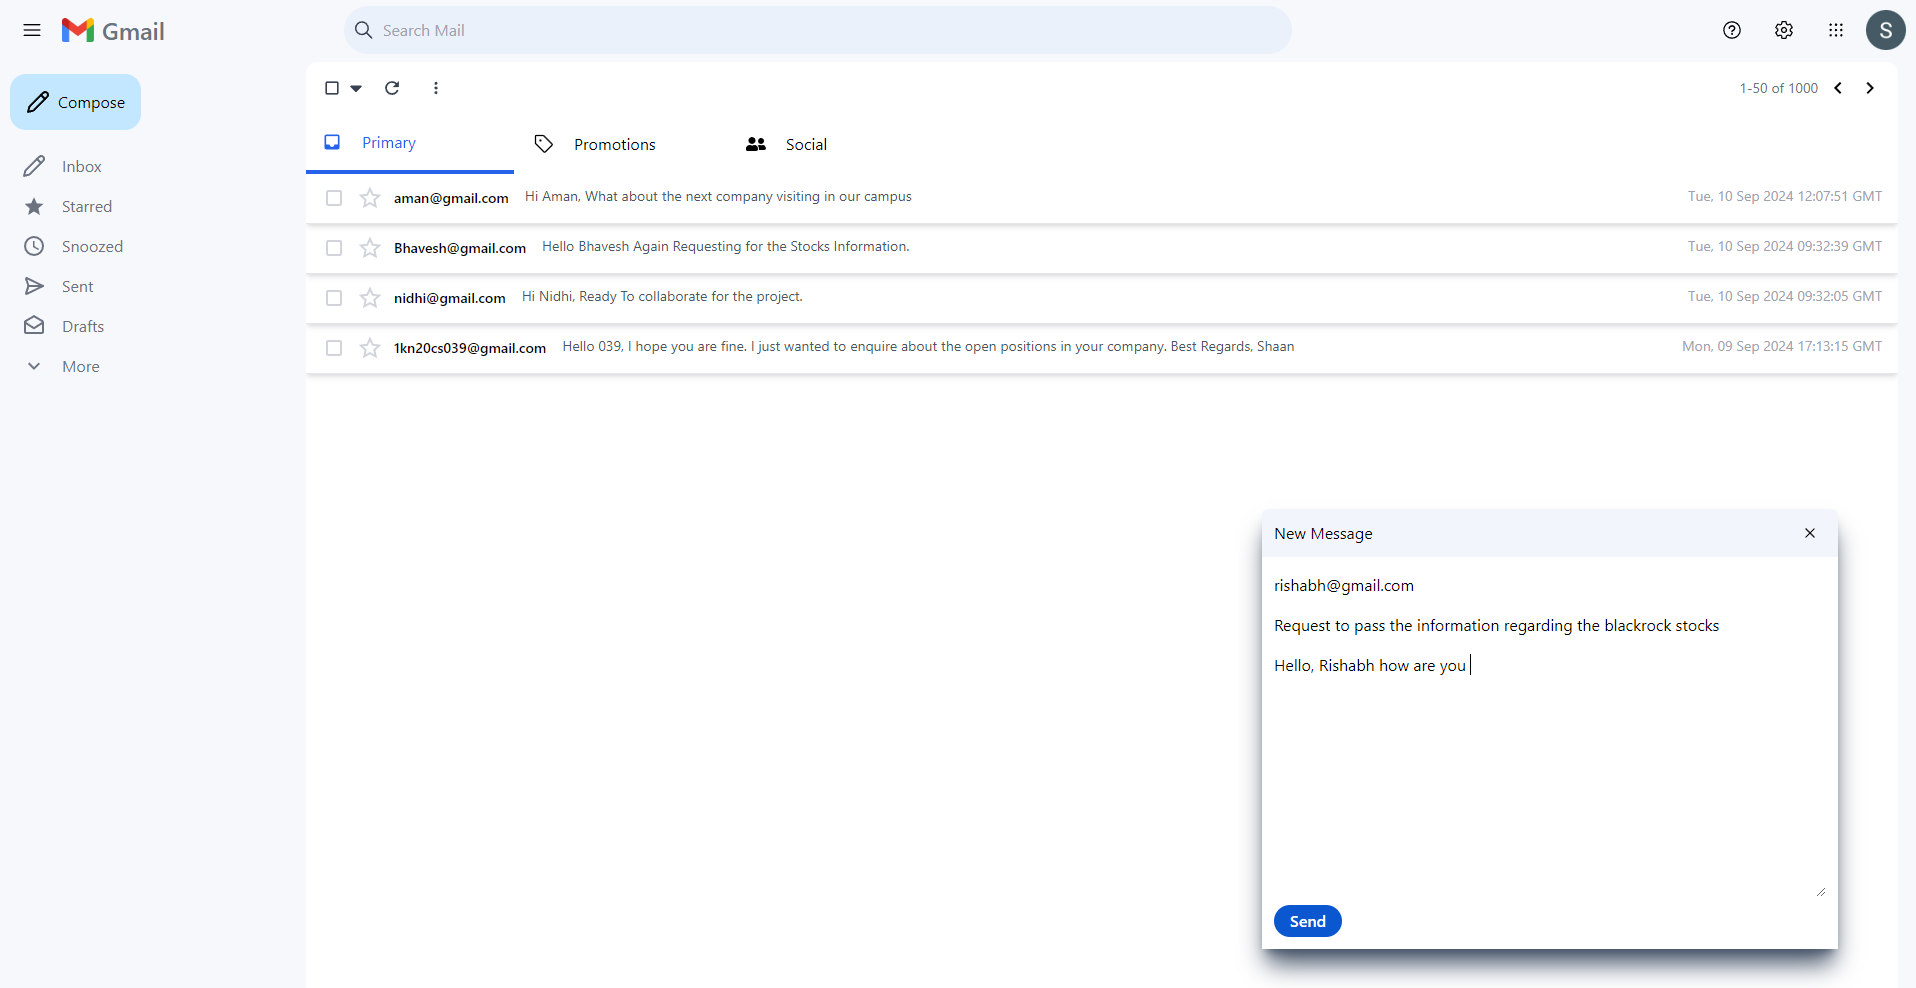 Gmail
Search Mail
S
Compose
Inbox
Starred
Snoozed
Sent
Drafts
More
1-50 of 1000
Primary
Promotions
Social
aman@gmail.com Hi Aman, What about the next company visiting in our campus Tue, 10 Sep 2024 12:07:51 GMT
Bhavesh@gmail.com Hello Bhavesh Again Requesting for the Stocks Information. Tue, 10 Sep 2024 09:32:39 GMT
nidhi@gmail.com Hi Nidhi, Ready To collaborate for the project. Tue, 10 Sep 2024 09:32:05 GMT
1kn20cs039@gmail.com Hello 039, I hope you are fine. I just wanted to enquire about the open positions in your company. Best Regards, Shaan Mon, 09 Sep 2024 17:13:15 GMT
New Message
rishabh@gmail.com
Request to pass the information regarding the blackrock stocks
Hello, Rishabh how are you
Send